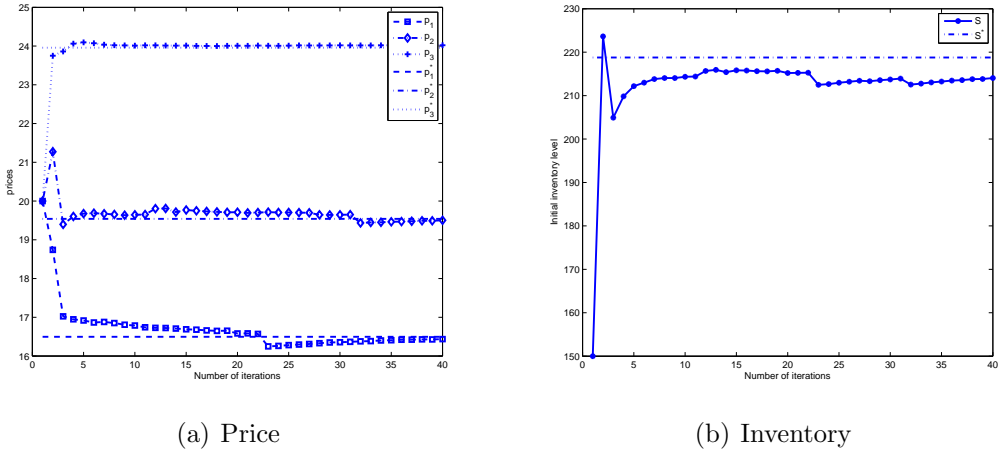 25
24
23
22
21
20
19
18
17
16
prices
0 5 10 15 20 25 30 35 40
Number of iterations
p1
p2
p3
p1*
p2*
p3*
(a) Price
230
220
210
200
190
180
170
160
150
Initial inventory level
0 5 10 15 20 25 30 35 40
Number of iterations
S
S*
(b) Inventory